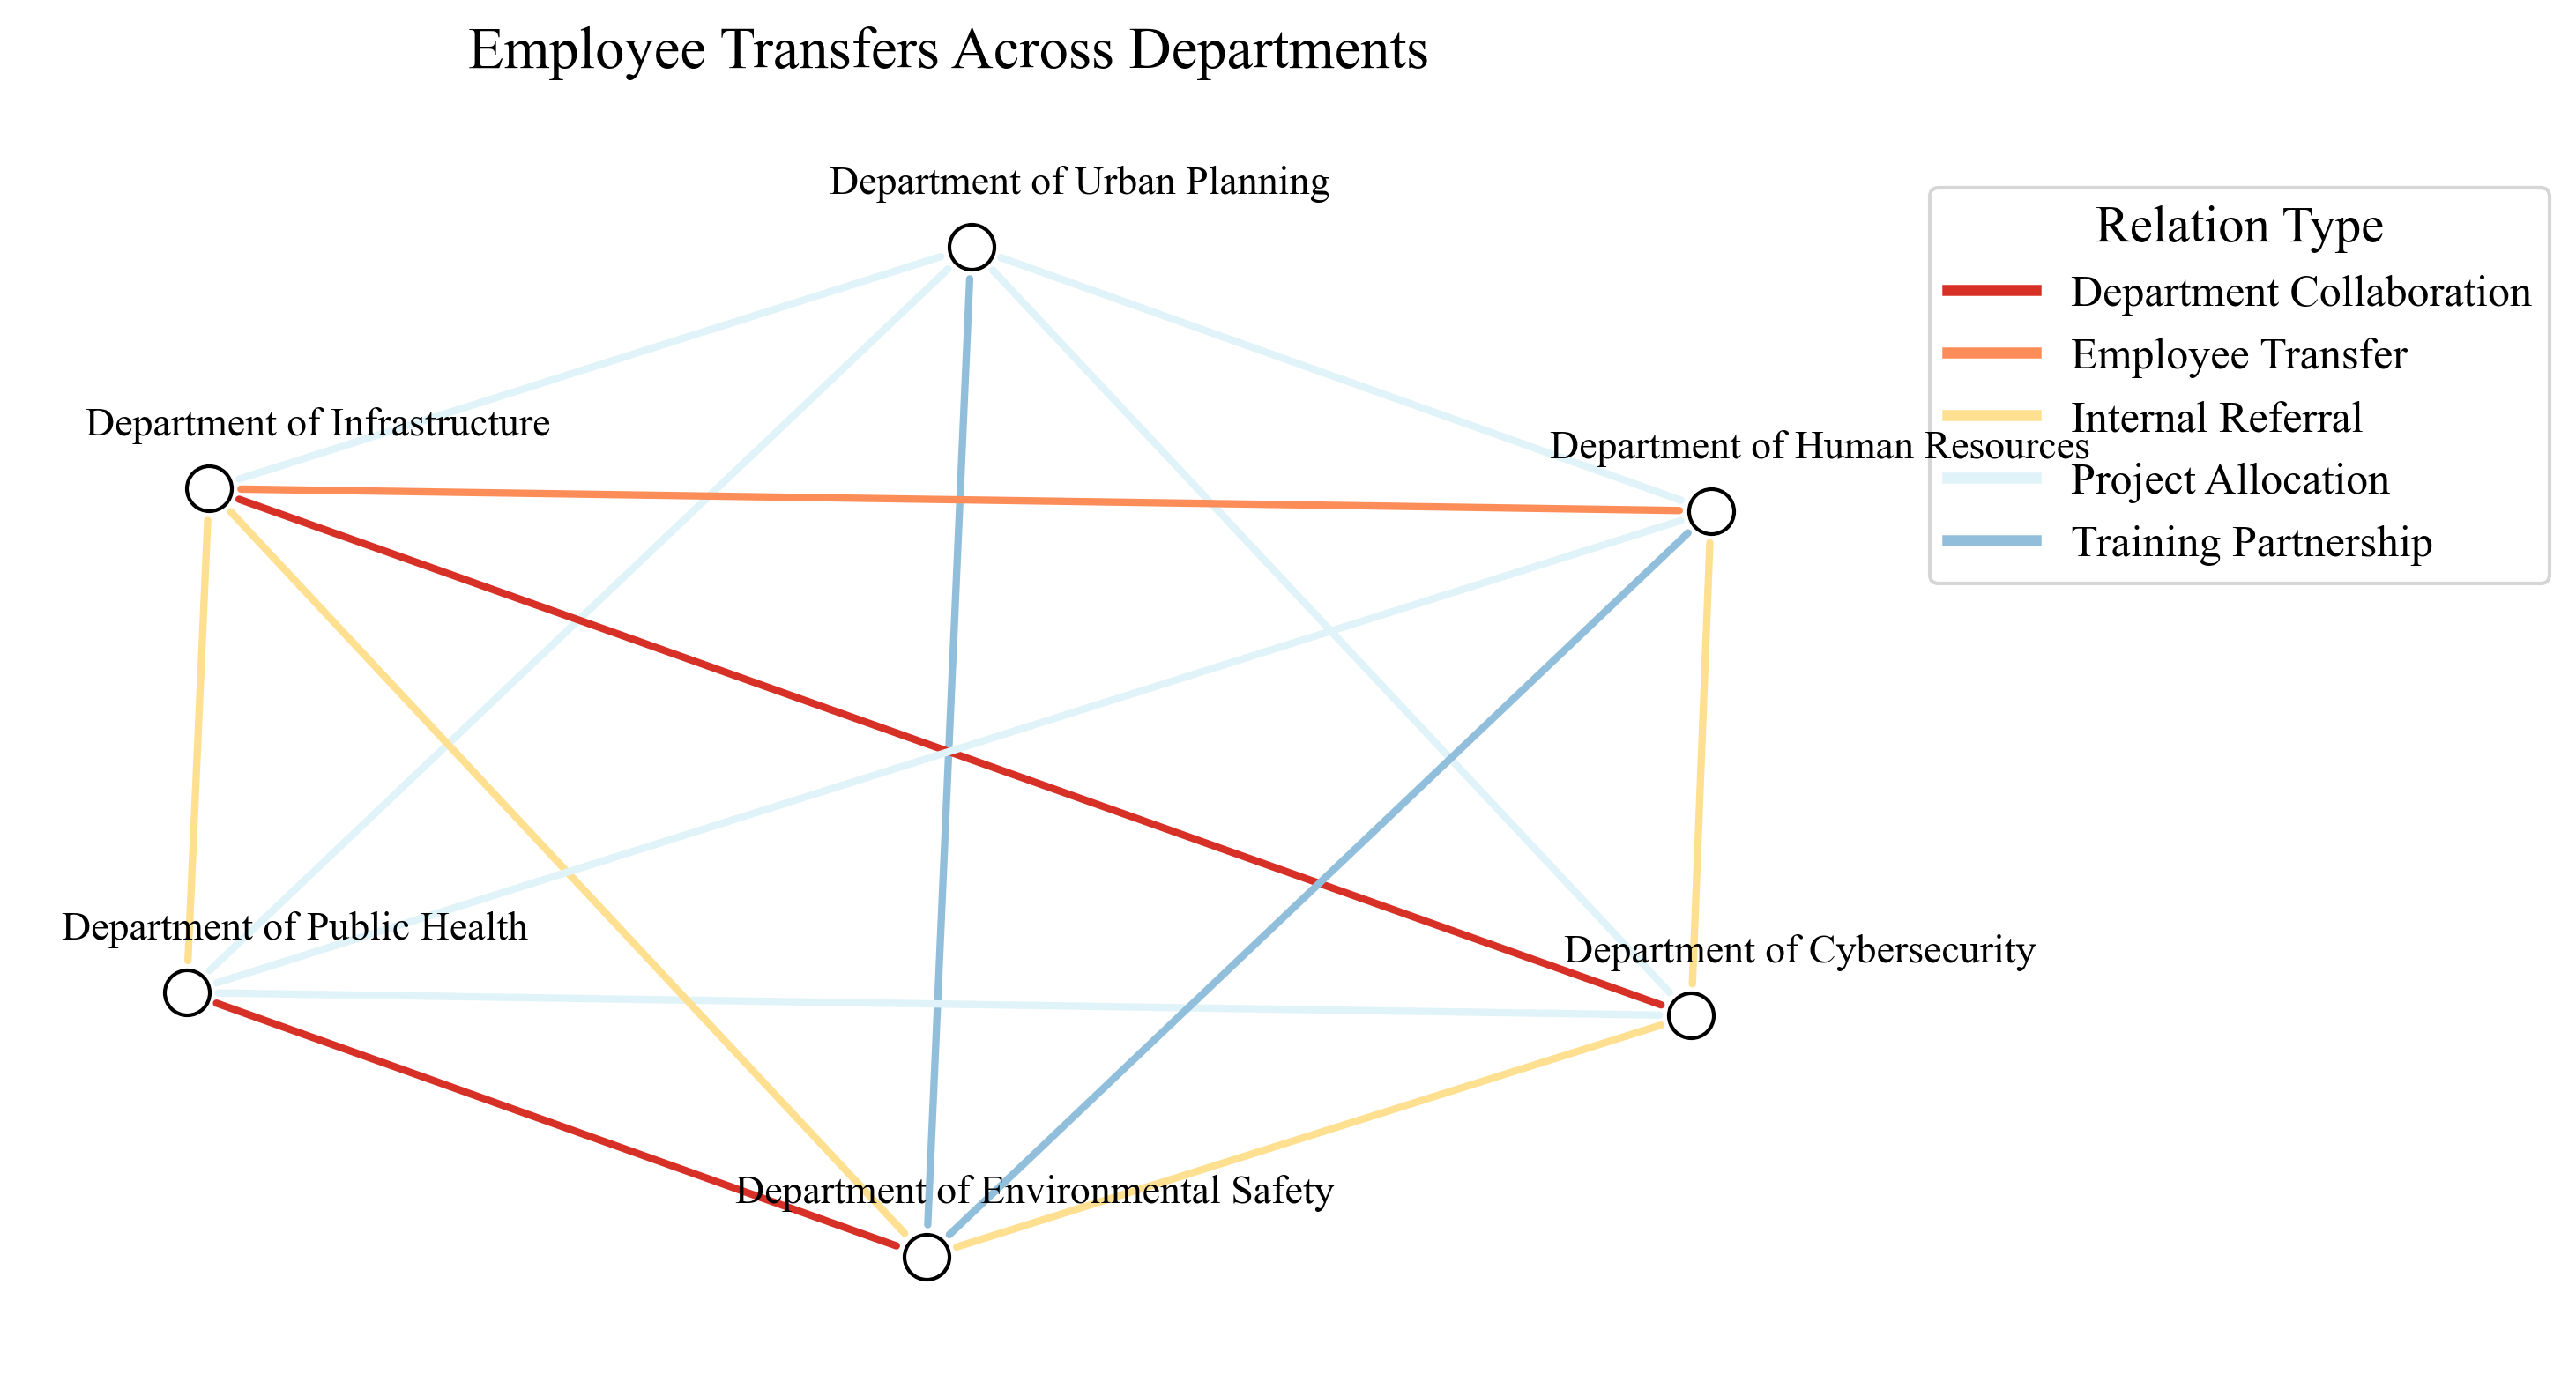 Employee Transfers Across Departments
Department of Urban Planning
Relation Type
Department Collaboration
Employee Transfer
Internal Referral
Project Allocation
Training Partnership
Department of Infrastructure
Department of Human Resources
Department of Public Health
Department of Cybersecurity
Department of Environmental Safety